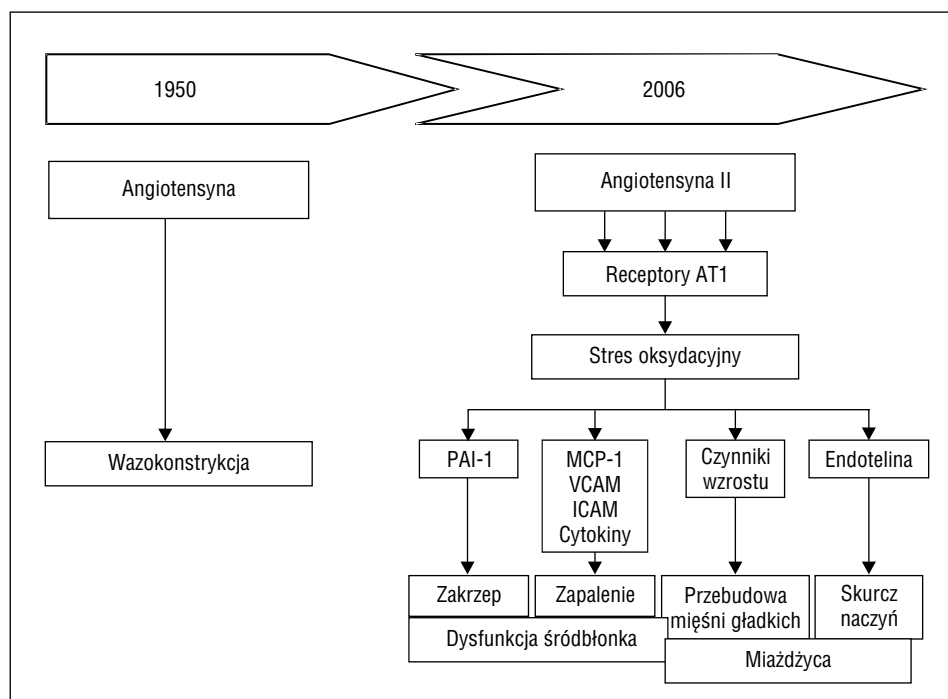 1950
2006
Angiotensyna
Angiotensyna II
Receptory AT1
Stres oksydacyjny
Wazokonstrykcja
PAI-1
MCP-1
VCAM
ICAM
Cytokiny
Czynniki
wzrostu
Endotelina
Zakrzep
Zapalenie
Przebudowa
mięśni gładkich
Skurcz
naczyń
Dysfunkcja śródbłonka
Miażdżyca